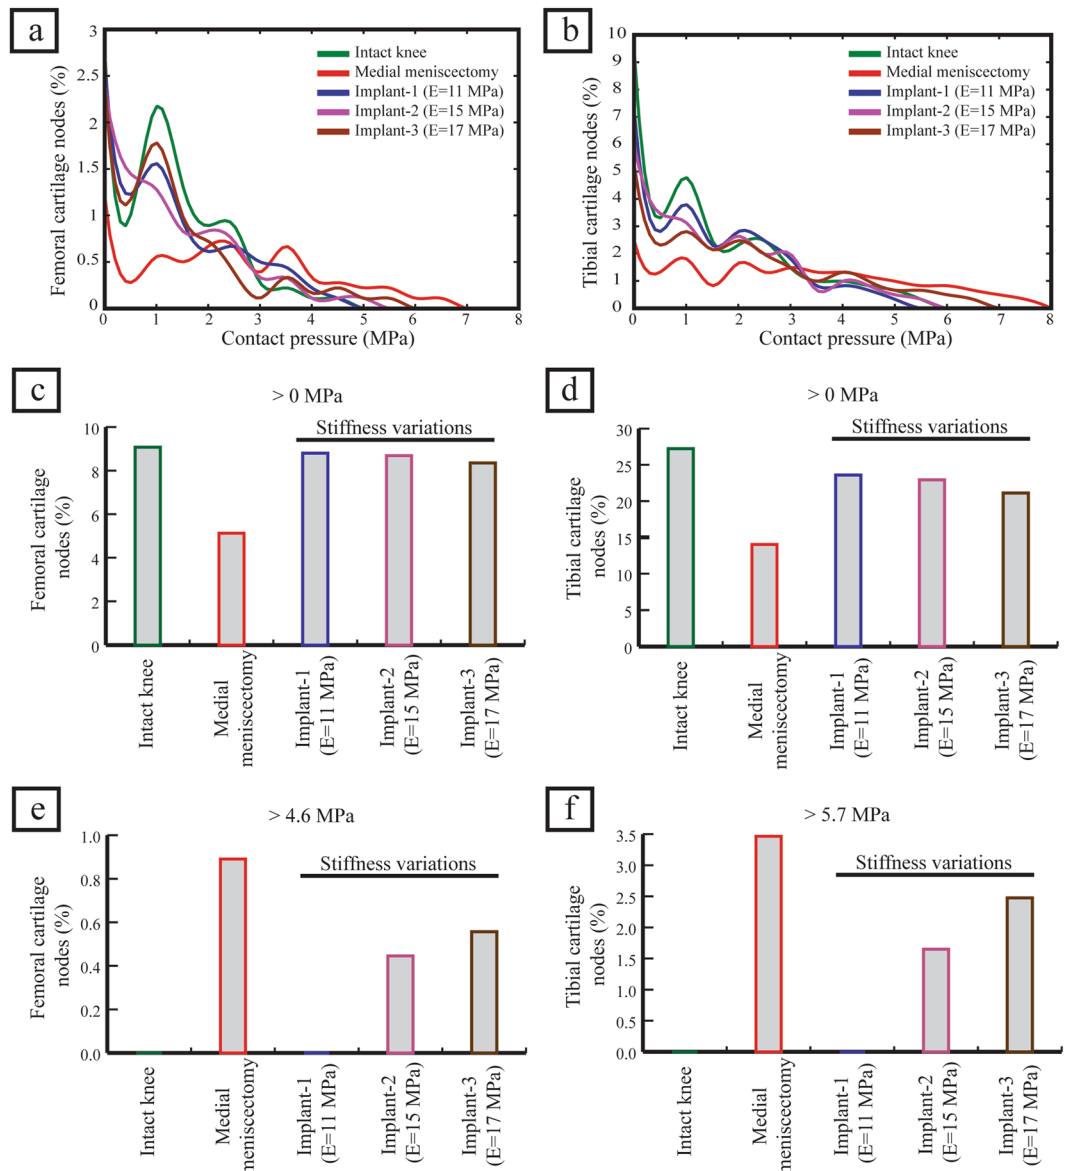 a
3
2.5
2
1.5
1
0.5
0
Femoral cartilage nodes (%)
Intact knee
Medial meniscectomy
Implant-1 (E=11 MPa)
Implant-2 (E=15 MPa)
Implant-3 (E=17 MPa)
0 1 2 3 4 5 6 7 8
Contact pressure (MPa)
b
10
9
8
7
6
5
4
3
2
1
0
Tibial cartilage nodes (%)
Intact knee
Medial meniscectomy
Implant-1 (E=11 MPa)
Implant-2 (E=15 MPa)
Implant-3 (E=17 MPa)
0 1 2 3 4 5 6 7 8
Contact pressure (MPa)
c
> 0 MPa
Stiffness variations
10
8
6
4
2
0
Femoral cartilage
nodes (%)
Intact knee
Medial
meniscectomy
Implant-1
(E=11 MPa)
Implant-2
(E=15 MPa)
Implant-3
(E=17 MPa)
d
> 0 MPa
Stiffness variations
30
25
20
15
10
5
0
Tibial cartilage
nodes (%)
Intact knee
Medial
meniscectomy
Implant-1
(E=11 MPa)
Implant-2
(E=15 MPa)
Implant-3
(E=17 MPa)
e
> 4.6 MPa
Stiffness variations
1.0
0.8
0.6
0.4
0.2
0.0
Femoral cartilage
nodes (%)
Intact knee
Medial
meniscectomy
Implant-1
(E=11 MPa)
Implant-2
(E=15 MPa)
Implant-3
(E=17 MPa)
f
> 5.7 MPa
Stiffness variations
3.5
3.0
2.5
2.0
1.5
1.0
0.5
0.0
Tibial cartilage
nodes (%)
Intact knee
Medial
meniscectomy
Implant-1
(E=11 MPa)
Implant-2
(E=15 MPa)
Implant-3
(E=17 MPa)